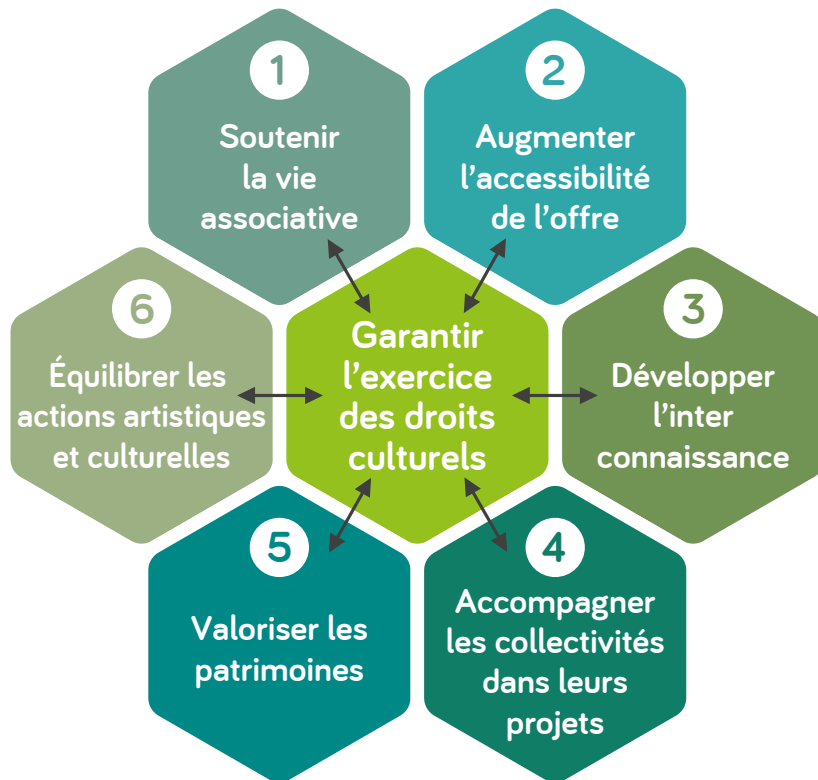 1
Soutenir
la vie
associative
2
Augmenter
l'accessibilité
de l'offre
3
Développer
l'inter
connaissance
4
Accompagner
les collectivités
dans leurs
projets
5
Valoriser les
patrimoines
6
Équilibrer les
actions artistiques
et culturelles
Garantir
l'exercice
des droits
culturels